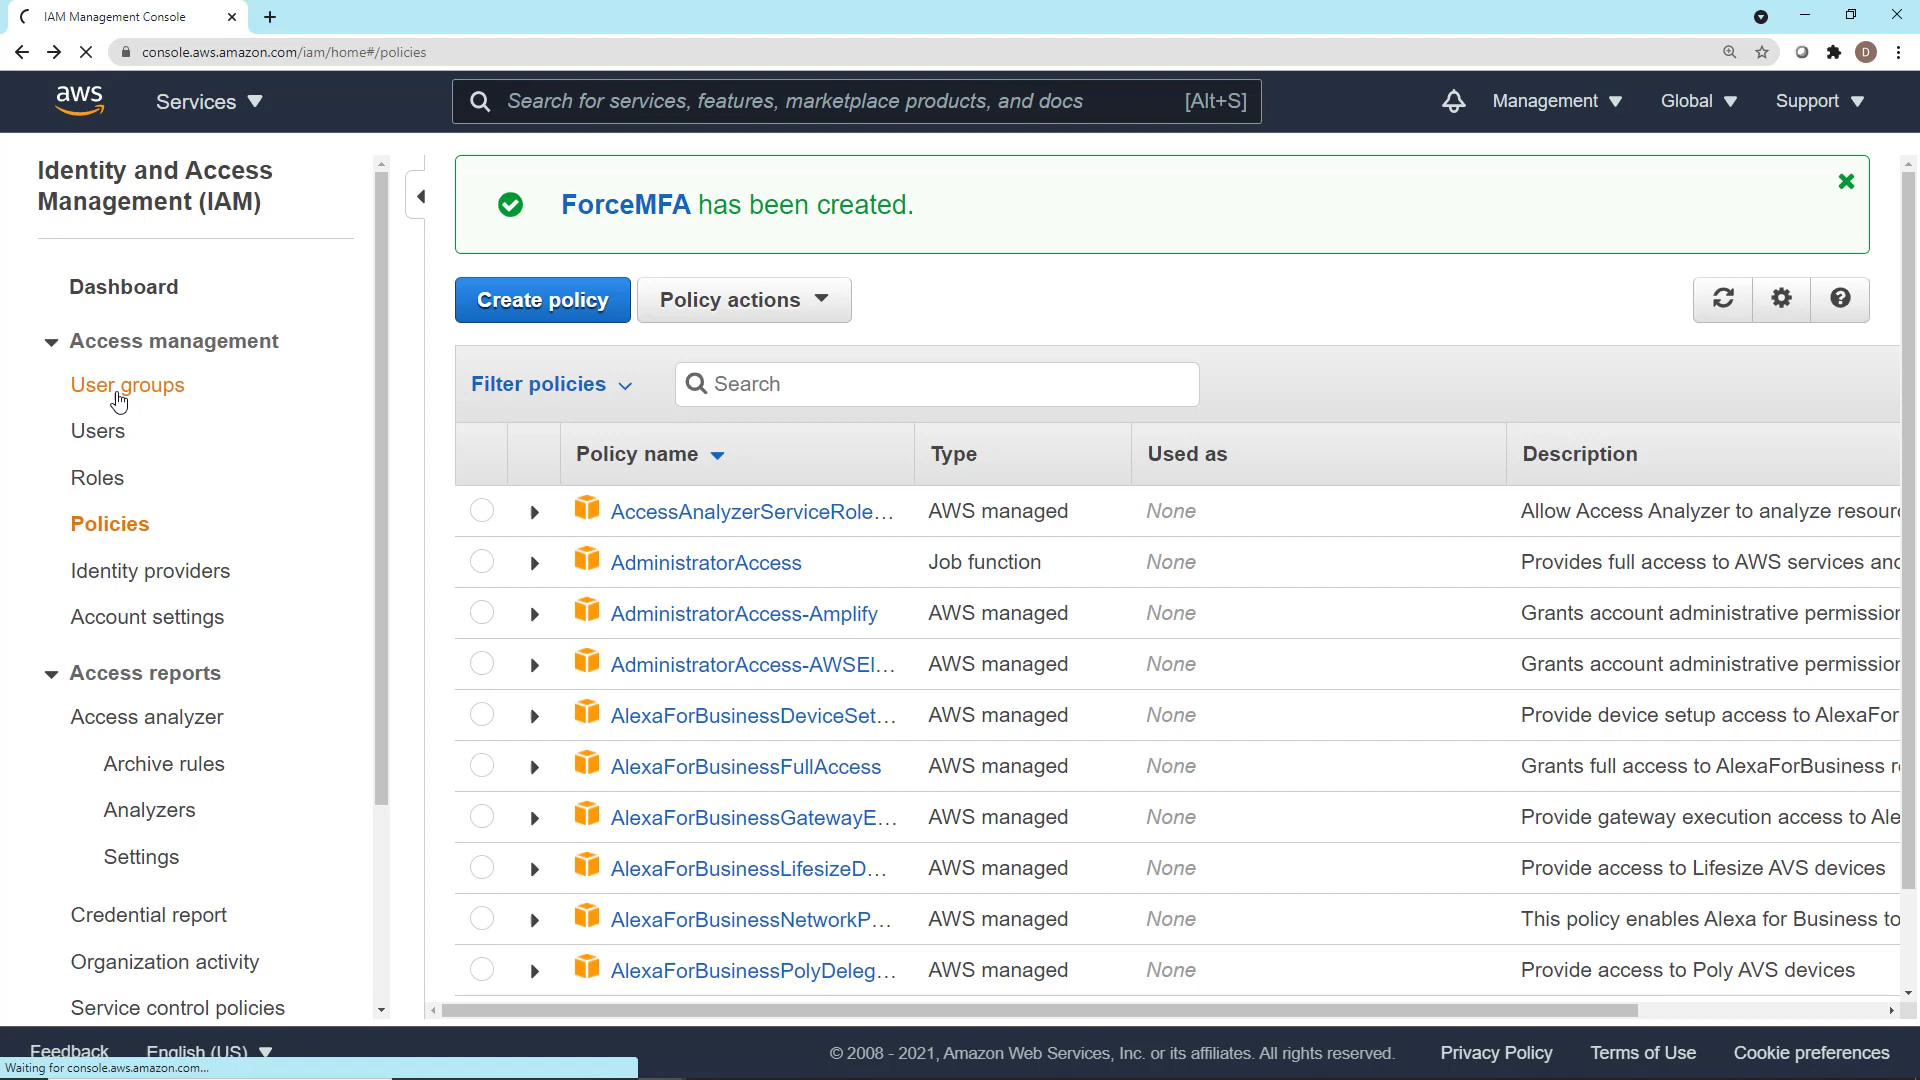 IAM Management Console
console.aws.amazon.com/iam/home#/policies
D
aws
Services
Search for services, features, marketplace products, and docs
[Alt+S]
Management
Global
Support
Identity and Access
Management (IAM)
Dashboard
Access management
User groups
Users
Roles
Policies
Identity providers
Account settings
Access reports
Access analyzer
Archive rules
Analyzers
Settings
Credential report
Organization activity
Service control policies
ForceMFA has been created.
Create policy
Policy actions
Filter policies
Search
Policy name Type Used as Description
AccessAnalyzerServiceRole... AWS managed None Allow Access Analyzer to analyze resour
AdministratorAccess Job function None Provides full access to AWS services an
AdministratorAccess-Amplify AWS managed None Grants account administrative permissio
AdministratorAccess-AWSEl... AWS managed None Grants account administrative permissio
AlexaForBusinessDeviceSet... AWS managed None Provide device setup access to AlexaFor
AlexaForBusinessFullAccess AWS managed None Grants full access to AlexaForBusiness r
AlexaForBusinessGatewayE... AWS managed None Provide gateway execution access to Ale
AlexaForBusinessLifesizeD... AWS managed None Provide access to Lifesize AVS devices
AlexaForBusinessNetworkP... AWS managed None This policy enables Alexa for Business to
AlexaForBusinessPolyDeleg... AWS managed None Provide access to Poly AVS devices
Feedback
English (US)
© 2008 - 2021, Amazon Web Services, Inc. or its affiliates. All rights reserved.
Privacy Policy
Terms of Use
Cookie preferences
Waiting for console.aws.amazon.com...